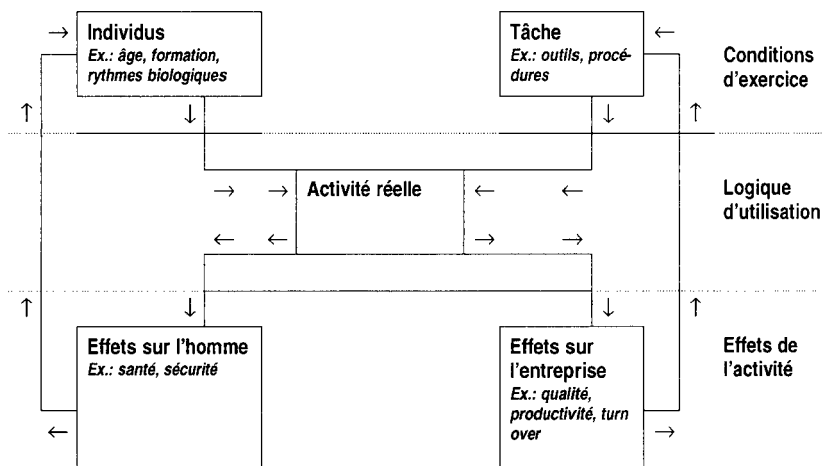 Individus
Ex.: âge, formation,
rythmes biologiques
Tâche
Ex.: outils, procé-
dures
Conditions
d'exercice
Activité réelle
Logique
d'utilisation
Effets sur l'homme
Ex.: santé, sécurité
Effets sur
l'entreprise
Ex.: qualité,
productivité, turn
over
Effets de
l'activité